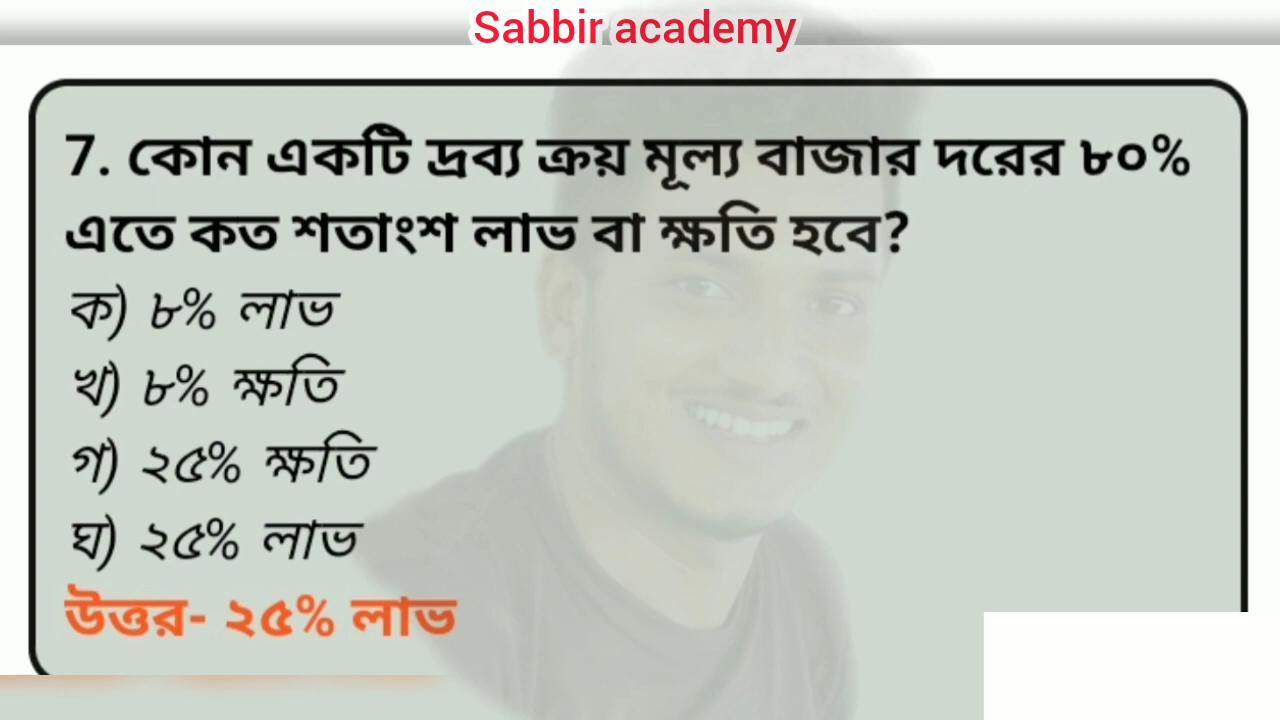 Sabbir academy
7. কোন একটি দ্রব্য ক্রয় মূল্য বাজার দরের ৮০%
এতে কত শতাংশ লাভ বা ক্ষতি হবে?
ক) ৮% লাভ
খ) ৮% ক্ষতি
গ) ২৫% ক্ষতি
ঘ) ২৫% লাভ
উত্তর- ২৫% লাভ